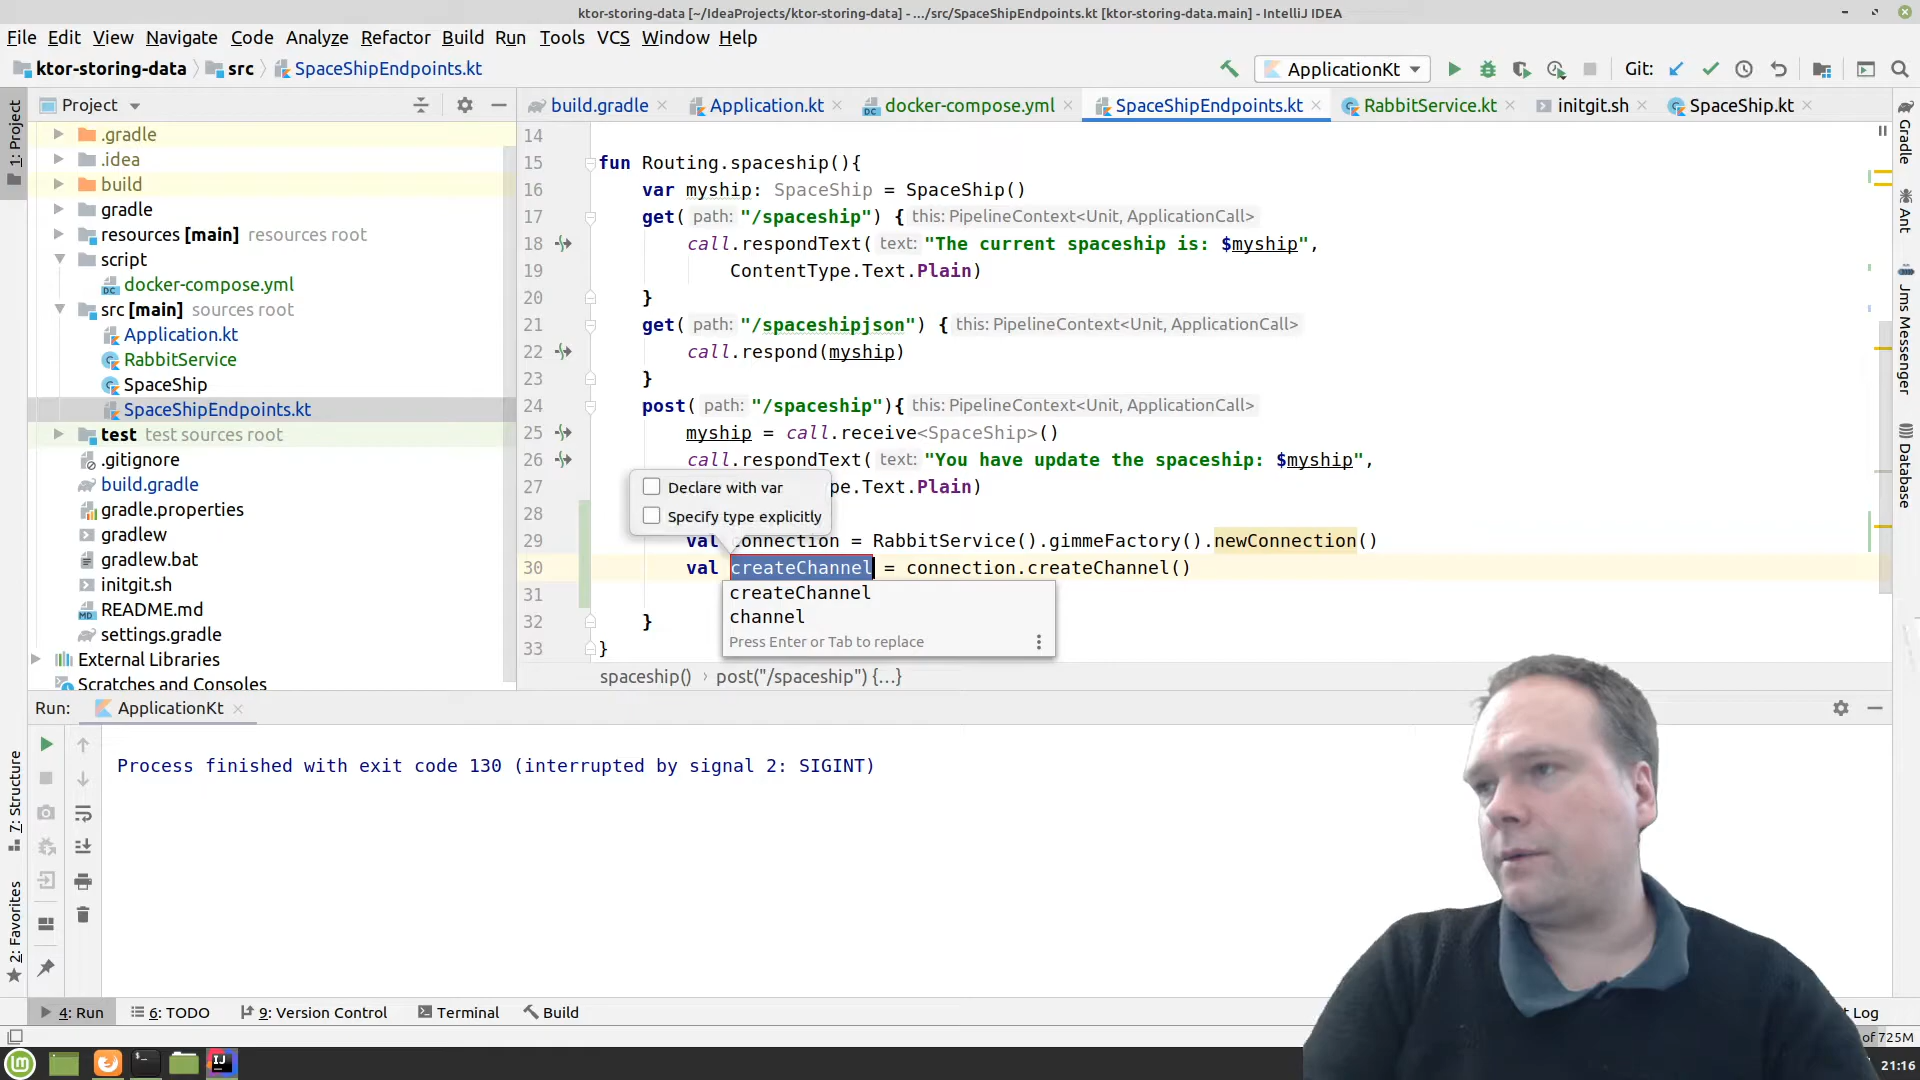 ktor-storing-data [~/IdeaProjects/ktor-storing-data] - .../src/SpaceShipEndpoints.kt [ktor-storing-data.main] - IntelliJ IDEA
File Edit View Navigate Code Analyze Refactor Build Run Tools VCS Window Help
ktor-storing-data src SpaceShipEndpoints.kt ApplicationKt Git:
Project build.gradle Application.kt docker-compose.yml SpaceShipEndpoints.kt RabbitService.kt initgit.sh SpaceShip.kt
.gradle
.idea
build
gradle
resources [main] resources root
script
docker-compose.yml
src [main] sources root
Application.kt
RabbitService
SpaceShip
SpaceShipEndpoints.kt
test test sources root
.gitignore
build.gradle
gradle.properties
gradlew
gradlew.bat
initgit.sh
README.md
settings.gradle
External Libraries
Scratches and Consoles
1: Project
7: Structure
2: Favorites
14
15 fun Routing.spaceship(){
16 var myship: SpaceShip = SpaceShip()
17 get( path: "/spaceship") { this: PipelineContext<Unit, ApplicationCall>
18 call.respondText( text: "The current spaceship is: $myship",
19 ContentType.Text.Plain)
20 }
21 get( path: "/spaceshipjson") { this: PipelineContext<Unit, ApplicationCall>
22 call.respond(myship)
23 }
24 post( path: "/spaceship"){ this: PipelineContext<Unit, ApplicationCall>
25 myship = call.receive<SpaceShip>()
26 call.respondText( text: "You have update the spaceship: $myship",
27 pe.Text.Plain)
28
29 val connection = RabbitService().gimmeFactory().newConnection()
30 val createChannel = connection.createChannel()
31
32 }
33 }
Declare with var
Specify type explicitly
createChannel
channel
Press Enter or Tab to replace
spaceship() › post("/spaceship") {...}
Gradle
Ant
Jms Messenger
Database
Run: ApplicationKt
Process finished with exit code 130 (interrupted by signal 2: SIGINT)
4: Run 6: TODO 9: Version Control Terminal Build t Log
of 725M
21:16